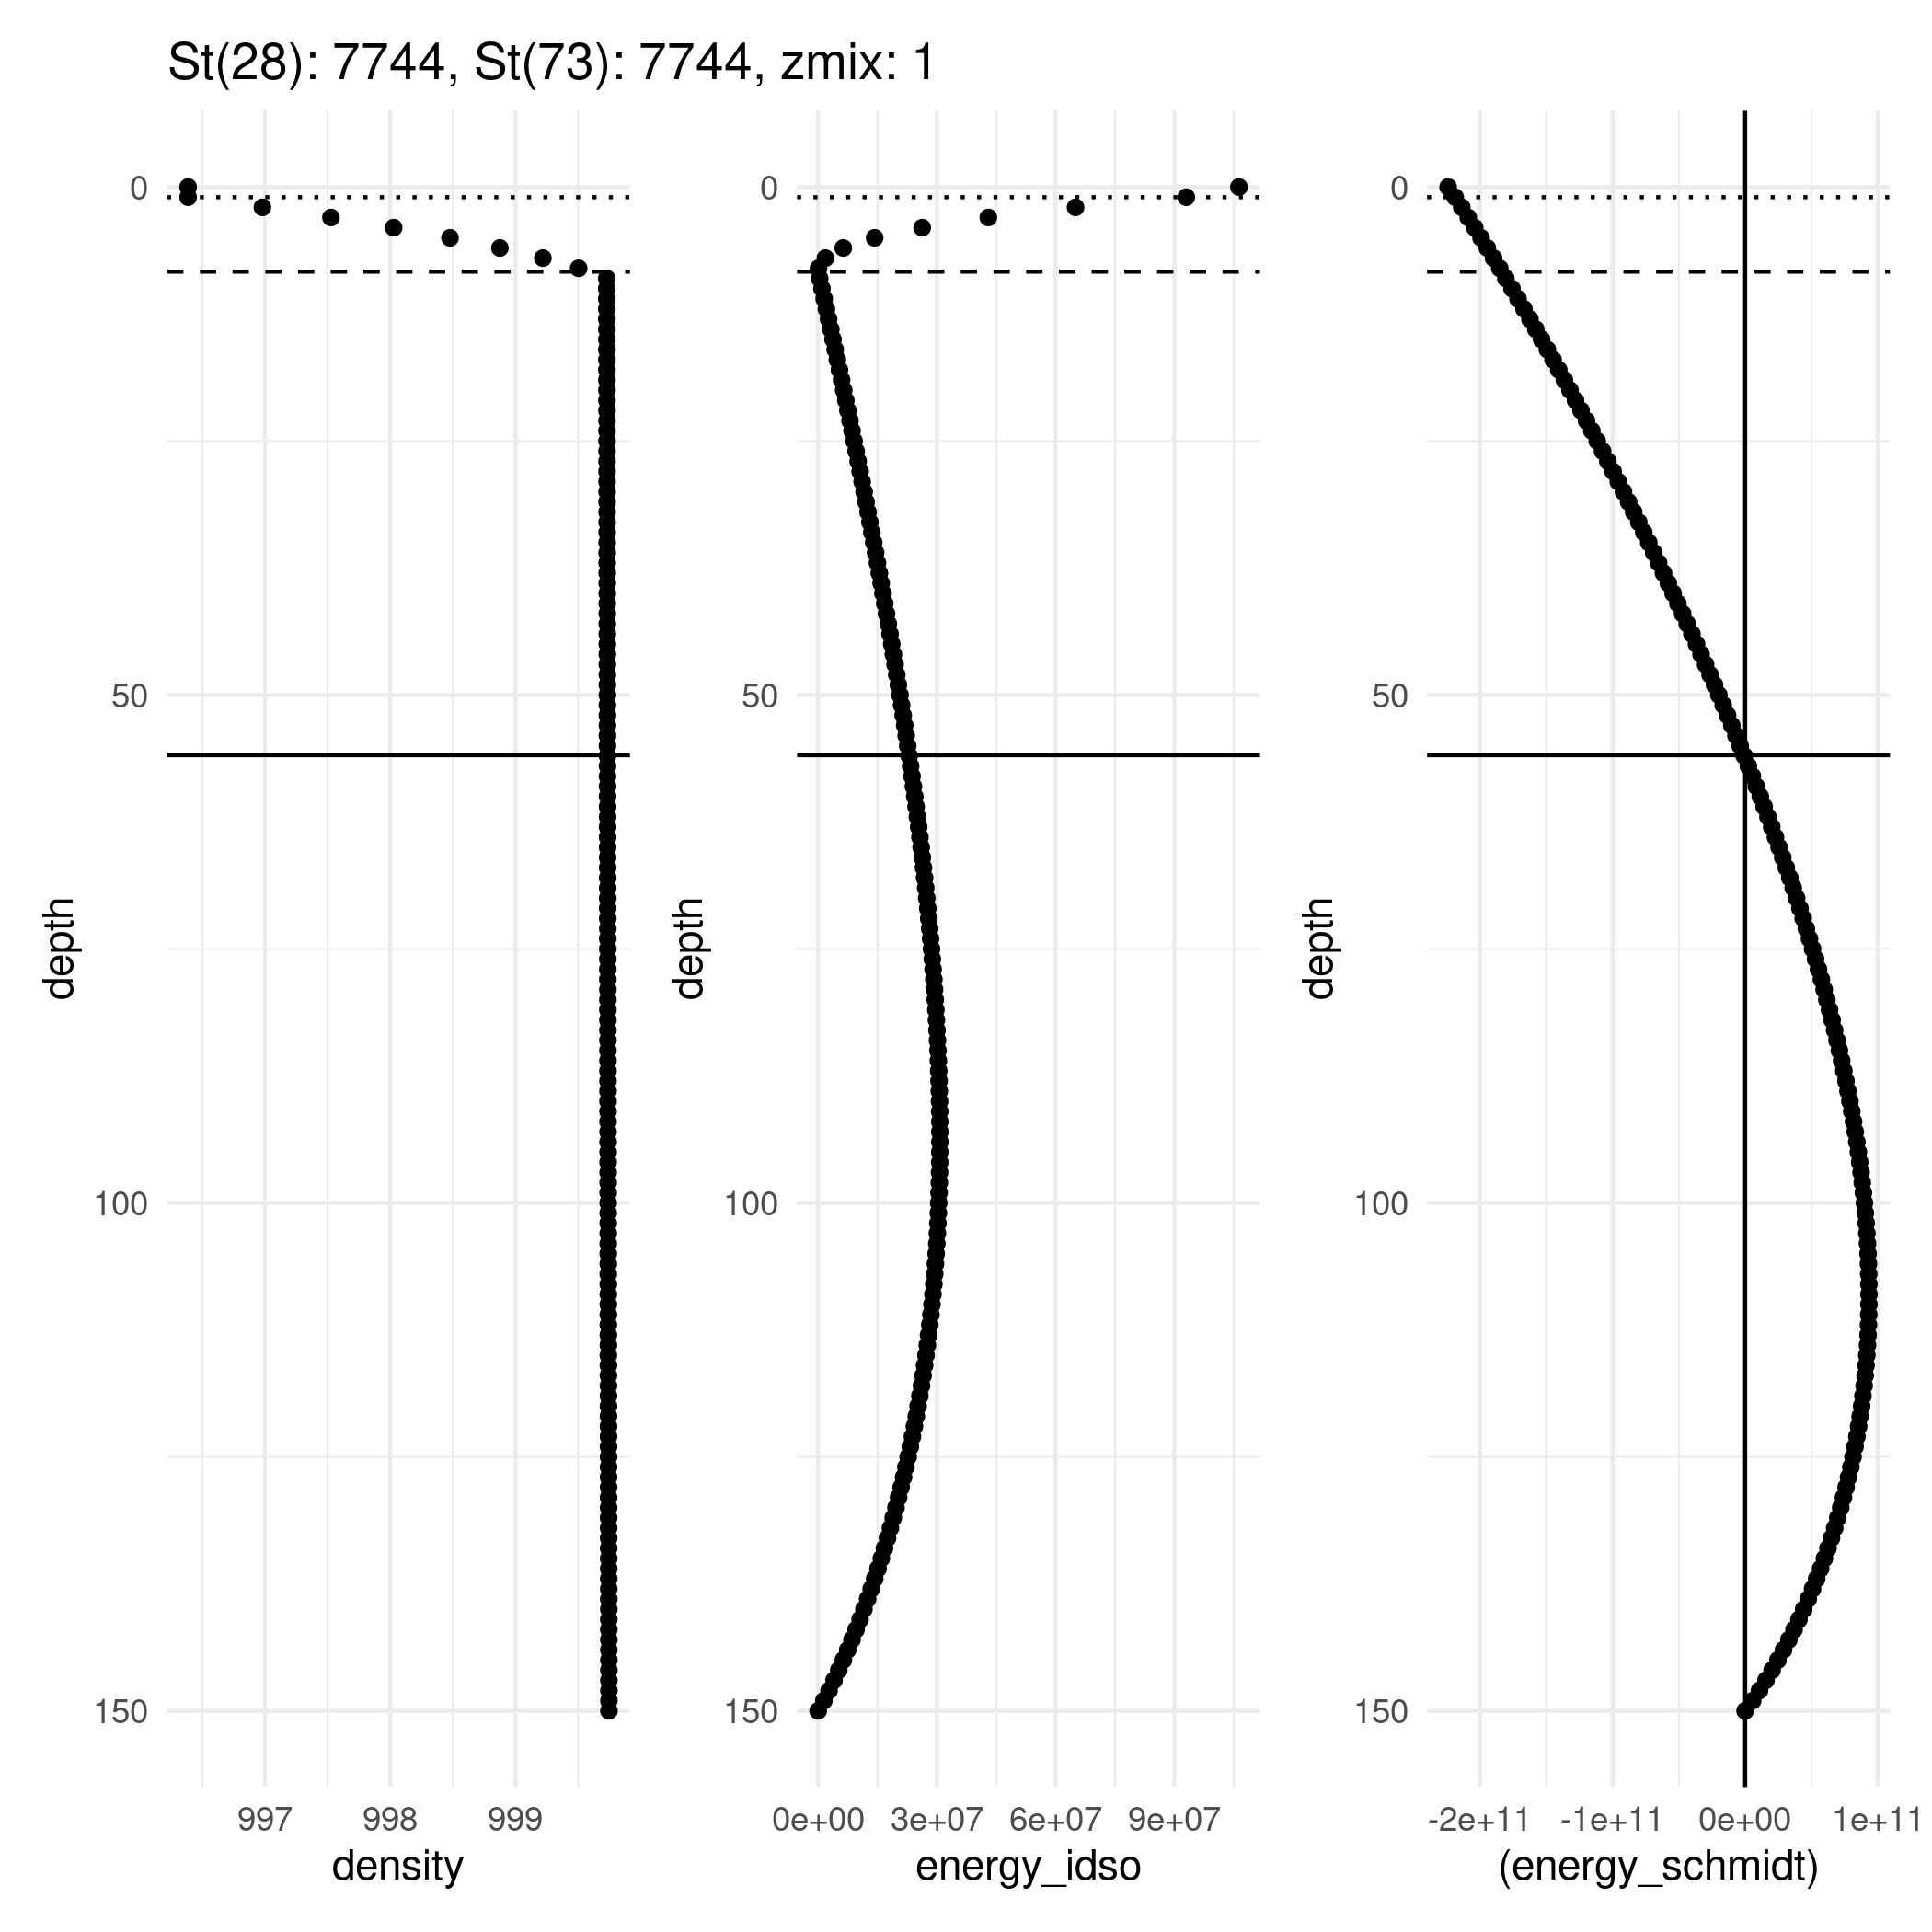 St(28): 7744, St(73): 7744, zmix: 1
depth
0
50
100
150
997 998 999
density
depth
0
50
100
150
0e+00 3e+07 6e+07 9e+07
energy_idso
depth
0
50
100
150
-2e+11 -1e+11 0e+00 1e+11
(energy_schmidt)